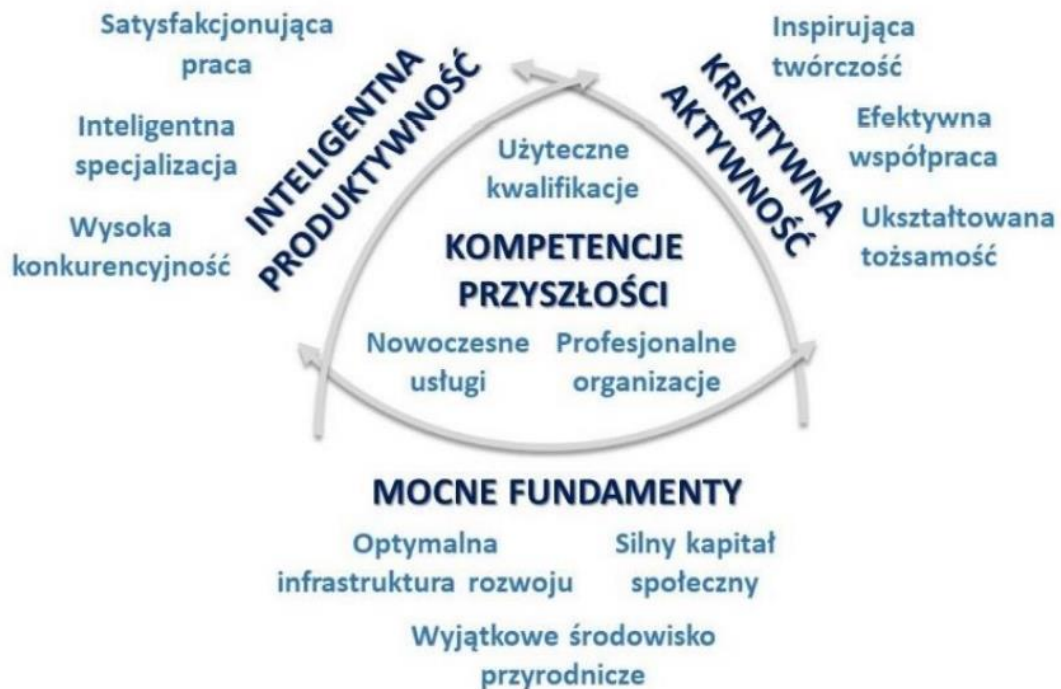 Satysfakcjonująca
praca
Inteligentna
specjalizacja
Wysoka
konkurencyjność
INTELIGENTNA
PRODUKTYWNOŚĆ
KREATYWNA
AKTYWNOŚĆ
Inspirująca
twórczość
Efektywna
współpraca
Ukształtowana
tożsamość
Użyteczne
kwalifikacje
KOMPETENCJE
PRZYSZŁOŚCI
Nowoczesne
usługi
Profesjonalne
organizacje
MOCNE FUNDAMENTY
Optymalna
infrastruktura rozwoju
Silny kapitał
społeczny
Wyjątkowe środowisko
przyrodnicze